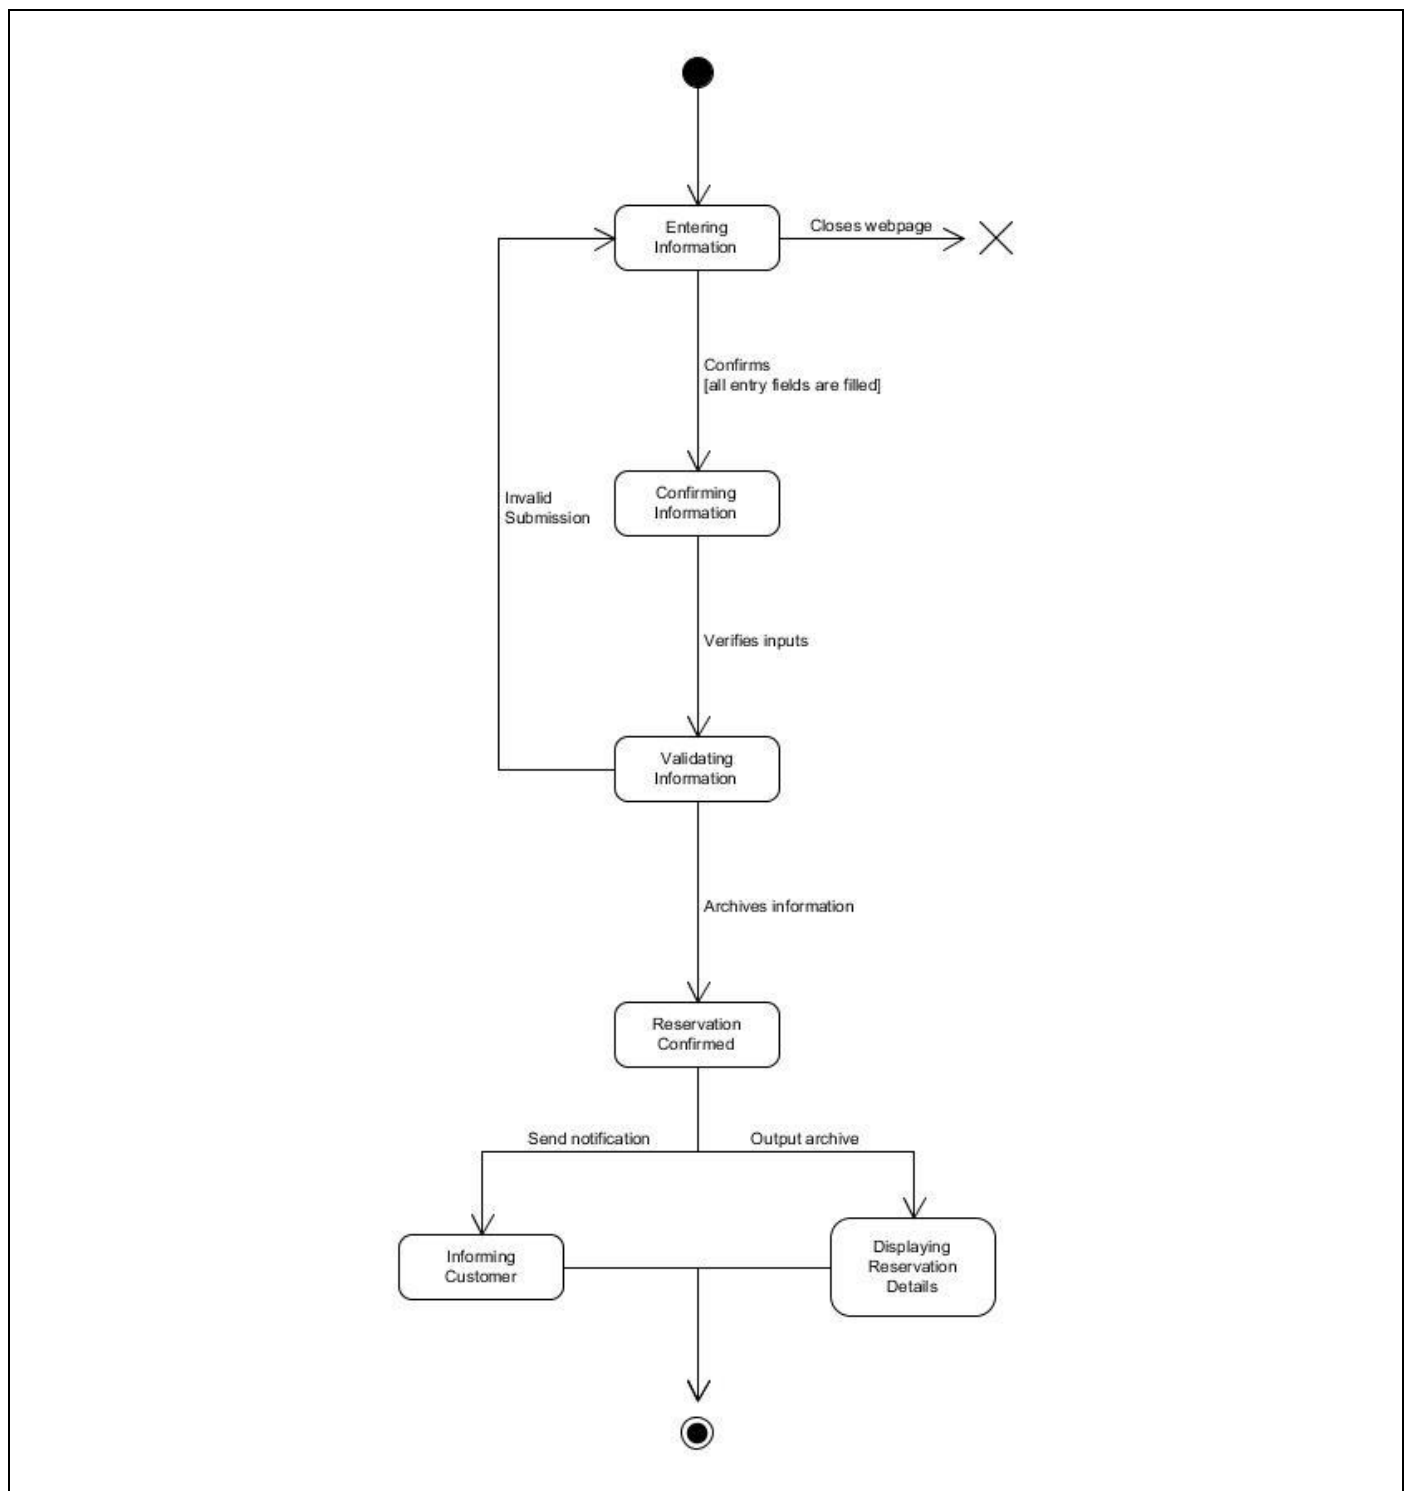 Entering
Information
Closes webpage
Confirms
[all entry fields are filled]
Confirming
Information
Invalid
Submission
Verifies inputs
Validating
Information
Archives information
Reservation
Confirmed
Send notification
Output archive
Informing
Customer
Displaying
Reservation
Details